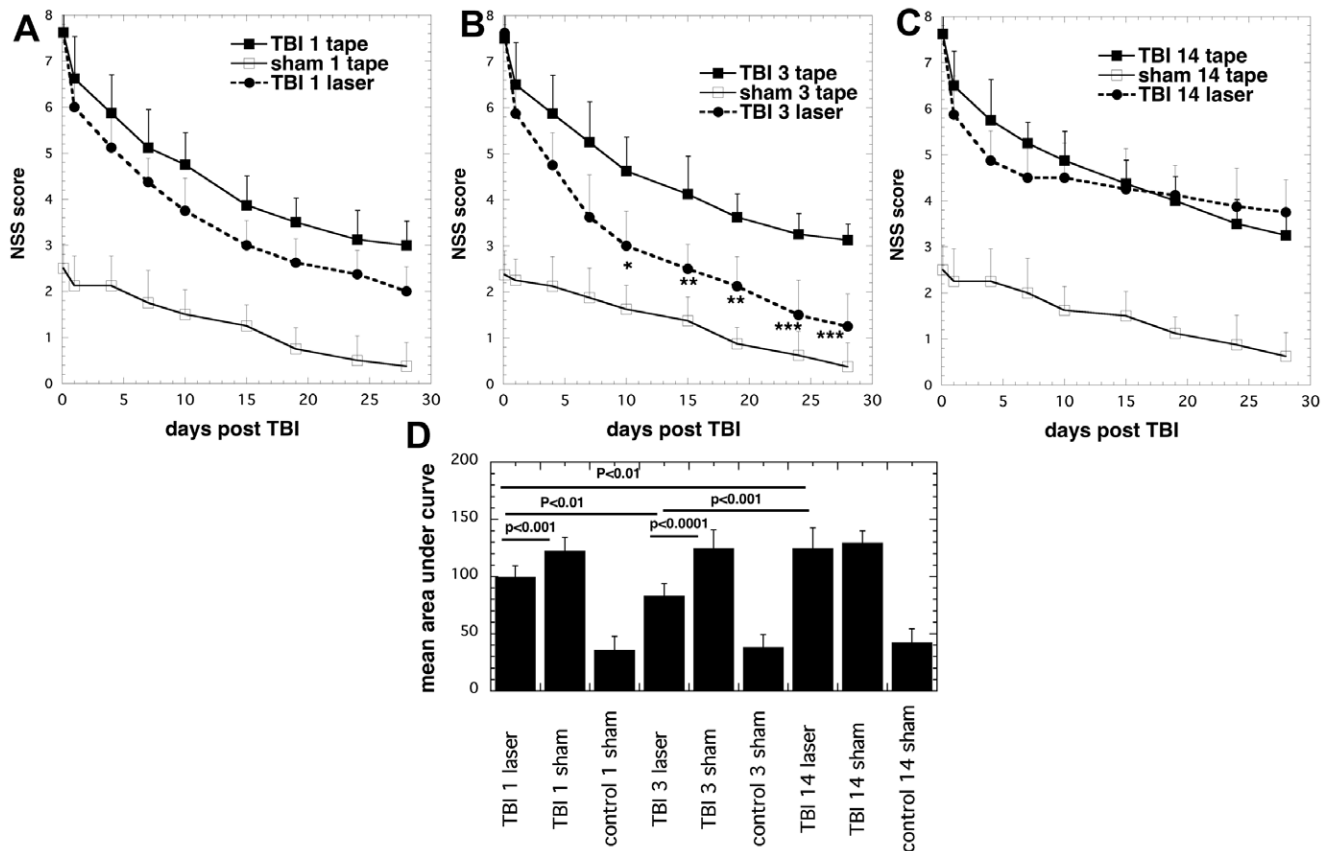 A
8
7
6
5
4
3
2
1
0
NSS score
TBI 1 tape
sham 1 tape
TBI 1 laser
0 5 10 15 20 25 30
days post TBI
B
8
7
6
5
4
3
2
1
0
NSS score
TBI 3 tape
sham 3 tape
TBI 3 laser
*
**
**
***
***
0 5 10 15 20 25 30
days post TBI
C
8
7
6
5
4
3
2
1
0
NSS score
TBI 14 tape
sham 14 tape
TBI 14 laser
0 5 10 15 20 25 30
days post TBI
D
200
150
100
50
0
mean area under curve
P<0.01
P<0.01
p<0.001
p<0.001
p<0.0001
TBI 1 laser
TBI 1 sham
control 1 sham
TBI 3 laser
TBI 3 sham
control 3 sham
TBI 14 laser
TBI 14 sham
control 14 sham